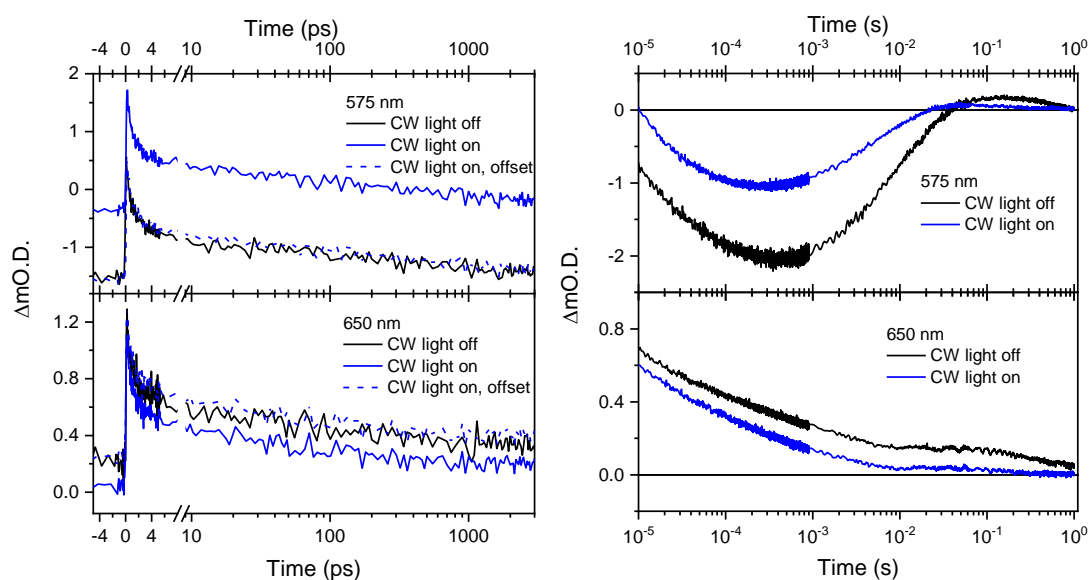 Time (ps)
-4 0 4 10 100 1000
2
1
0
-1
575 nm
CW light off
CW light on
CW light on, offset
ΔmO.D.
1.2
0.8
0.4
0.0
650 nm
CW light off
CW light on
CW light on, offset
-4 0 4 10 100 1000
Time (ps)
Time (s)
10-5 10-4 10-3 10-2 10-1 100
0
-1
-2
575 nm
CW light off
CW light on
ΔmO.D.
0.8
0.4
0.0
650 nm
CW light off
CW light on
10-5 10-4 10-3 10-2 10-1 100
Time (s)